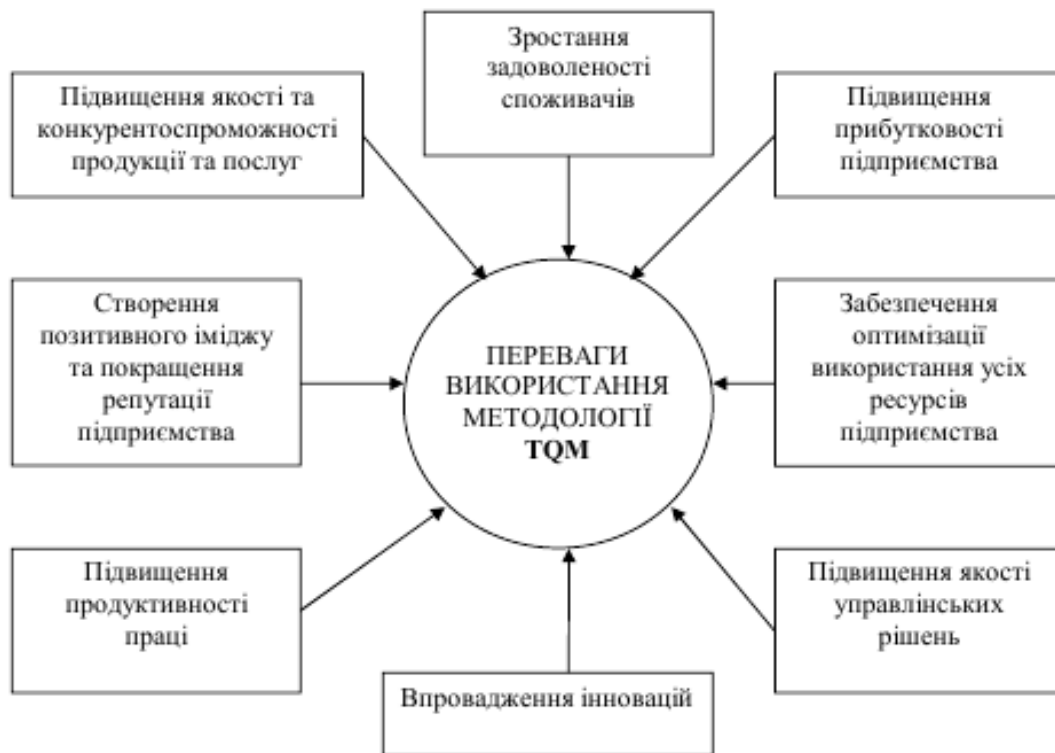 Зростання
задоволеності
споживачів
Підвищення якості та
конкурентоспроможності
продукції та послуг
Підвищення
прибутковості
підприємства
Створення
позитивного іміджу
та покращення
репутації
підприємства
ПЕРЕВАГИ
ВИКОРИСТАННЯ
МЕТОДОЛОГІЇ
TQM
Забезпечення
оптимізації
використання усіх
ресурсів
підприємства
Підвищення
продуктивності
праці
Впровадження інновацій
Підвищення якості
управлінських
рішень